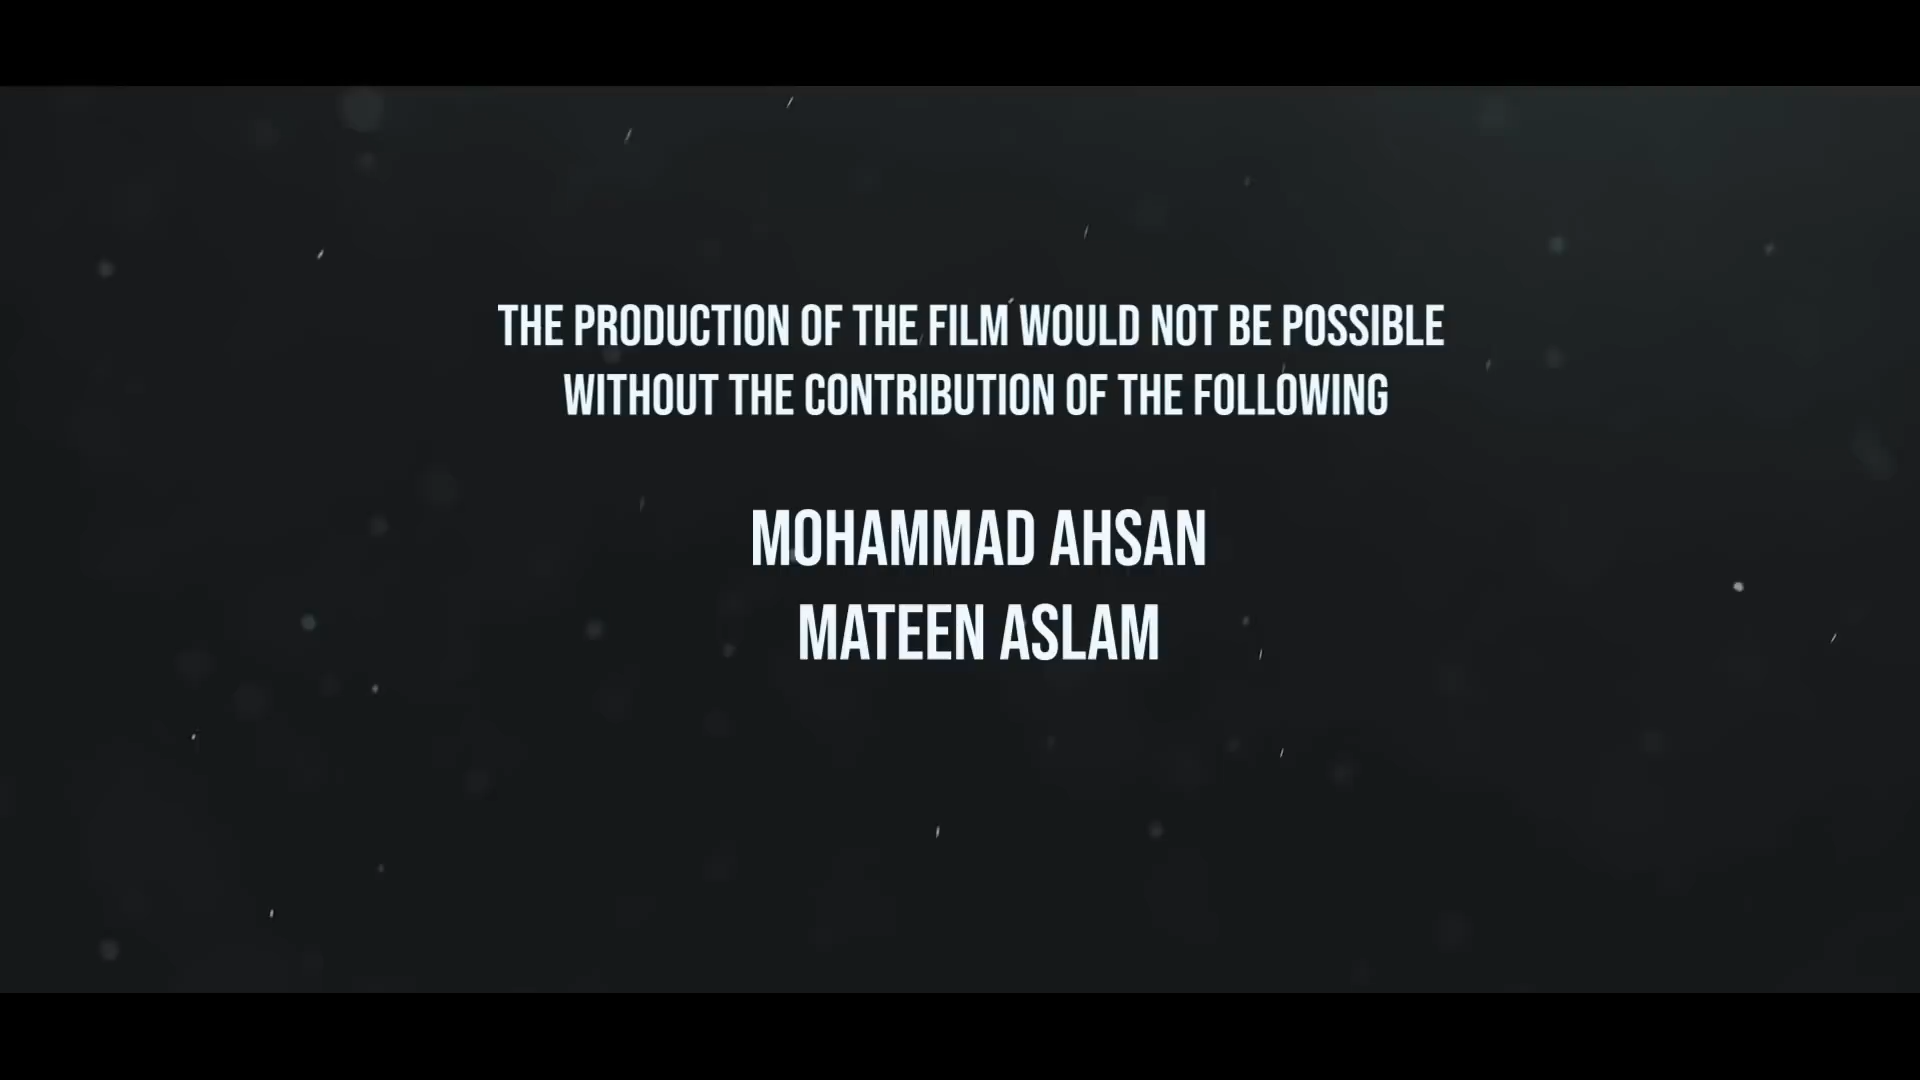 THE PRODUCTION OF THE FILM WOULD NOT BE POSSIBLE
WITHOUT THE CONTRIBUTION OF THE FOLLOWING
MOHAMMAD AHSAN
MATEEN ASLAM